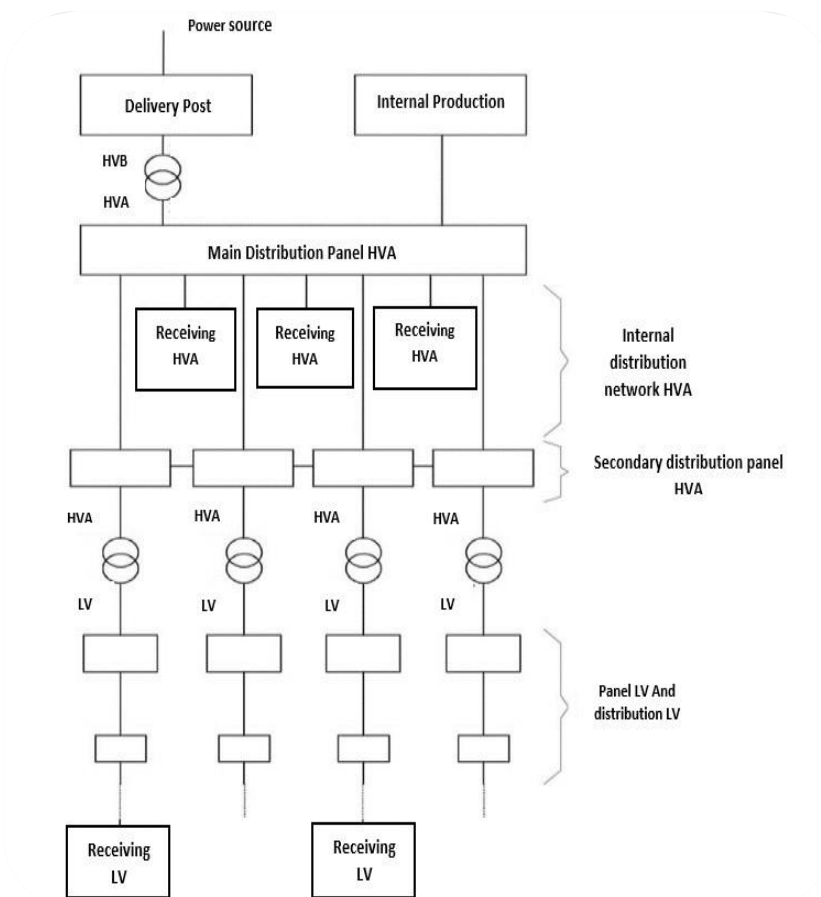 Power source
Delivery Post
Internal Production
HVB
HVA
Main Distribution Panel HVA
Receiving
HVA
Receiving
HVA
Receiving
HVA
Internal
distribution
network HVA
Secondary distribution panel
HVA
HVA
HVA
HVA
HVA
LV
LV
LV
LV
Panel LV And
distribution LV
Receiving
LV
Receiving
LV